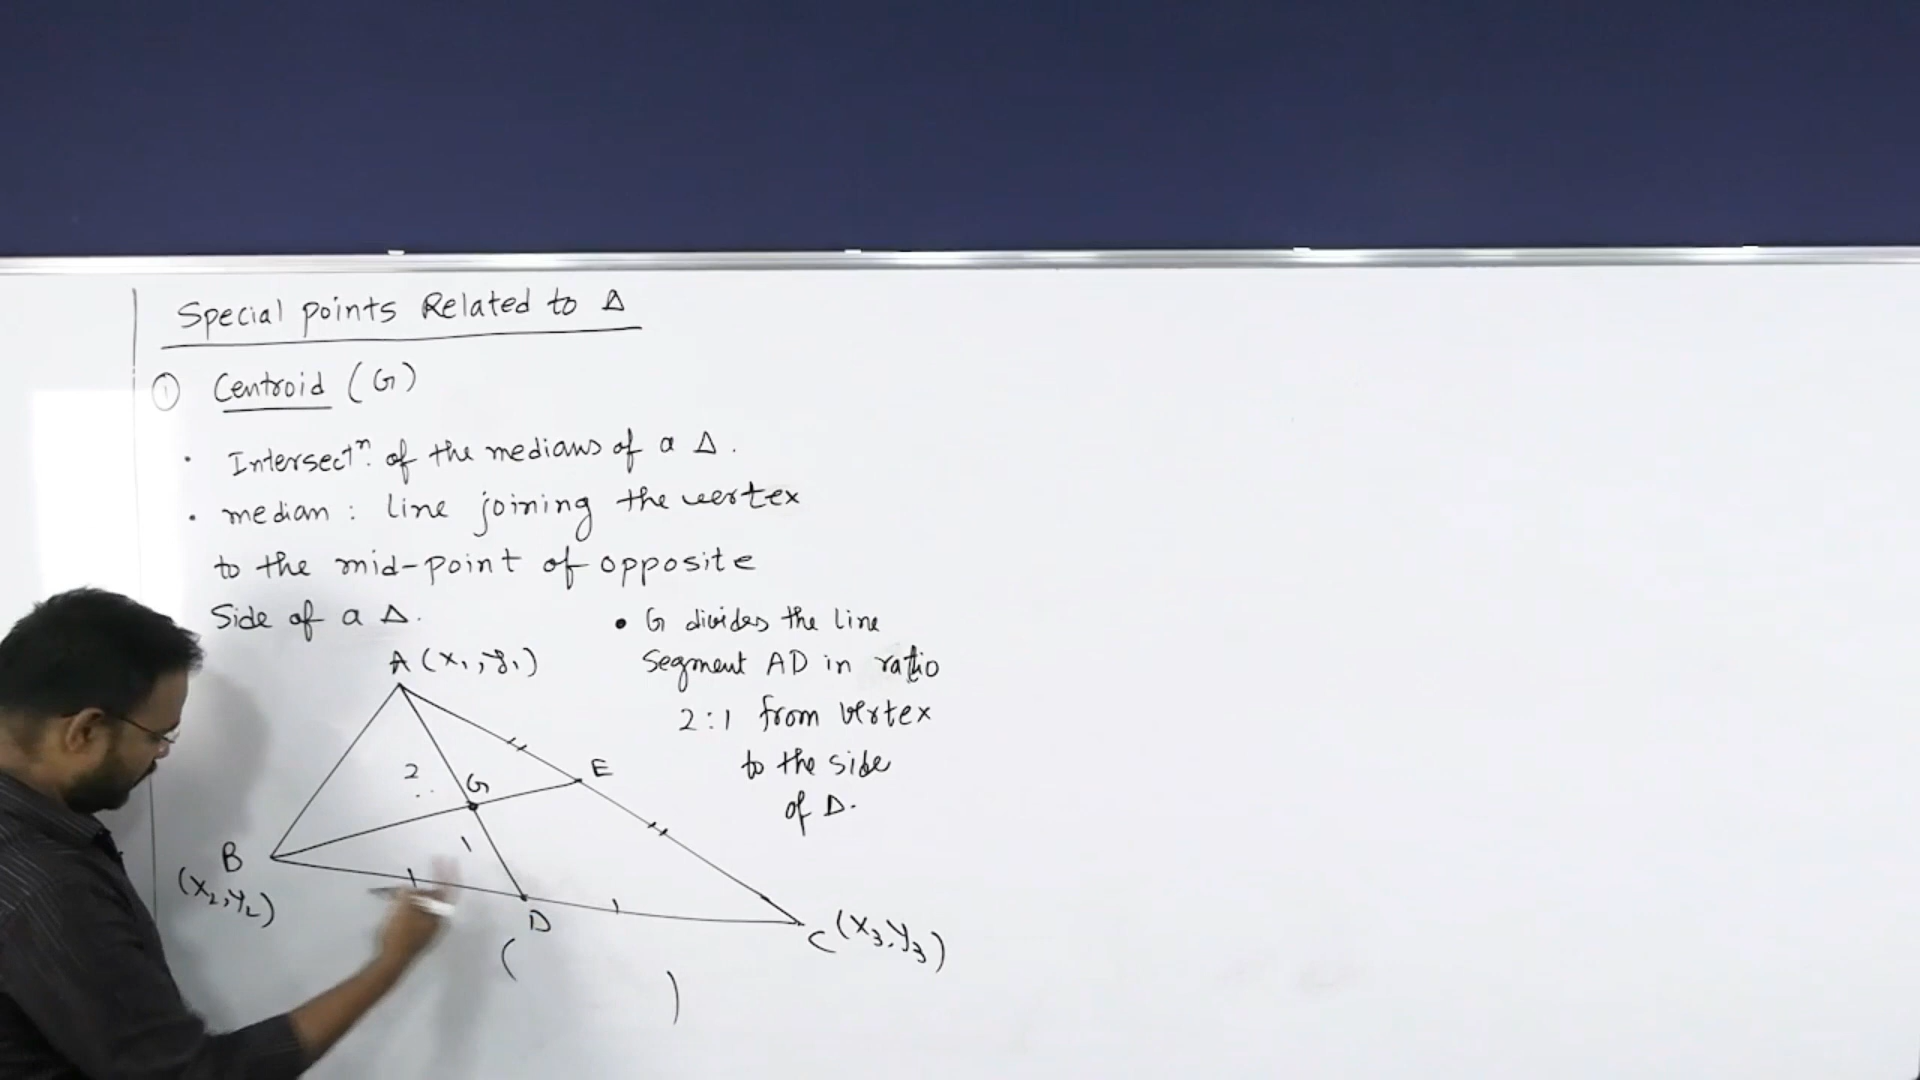 Special points Related to Δ
① Centroid (G)
• Intersectⁿ. of the medians of a Δ.
• median : line joining the vertex
to the mid-point of opposite
Side of a Δ.
• G divides the line
segment AD in ratio
2:1 from vertex
to the side
of Δ.
A (x₁, y₁)
2
G
E
1
B
(x₂, y₂)
D
C (x₃, y₃)
( )